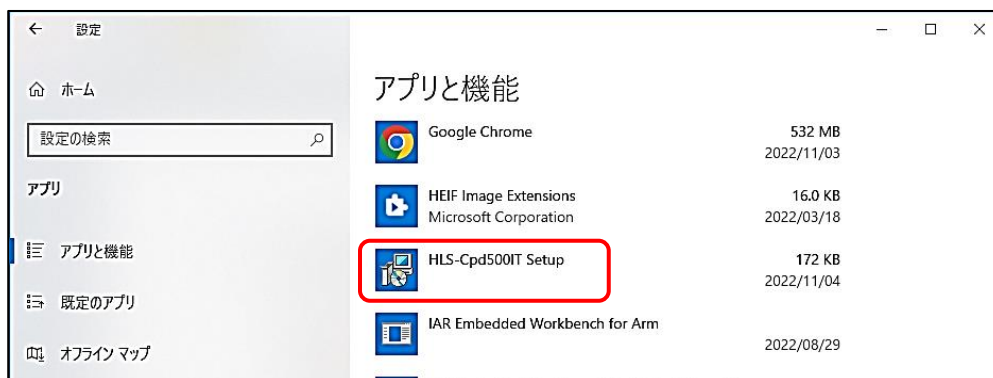 設定
ホーム
設定の検索
アプリ
アプリと機能
既定のアプリ
オフライン マップ
アプリと機能
Google Chrome 532 MB
2022/11/03
HEIF Image Extensions 16.0 KB
Microsoft Corporation 2022/03/18
HLS-Cpd500IT Setup 172 KB
2022/11/04
IAR Embedded Workbench for Arm
2022/08/29